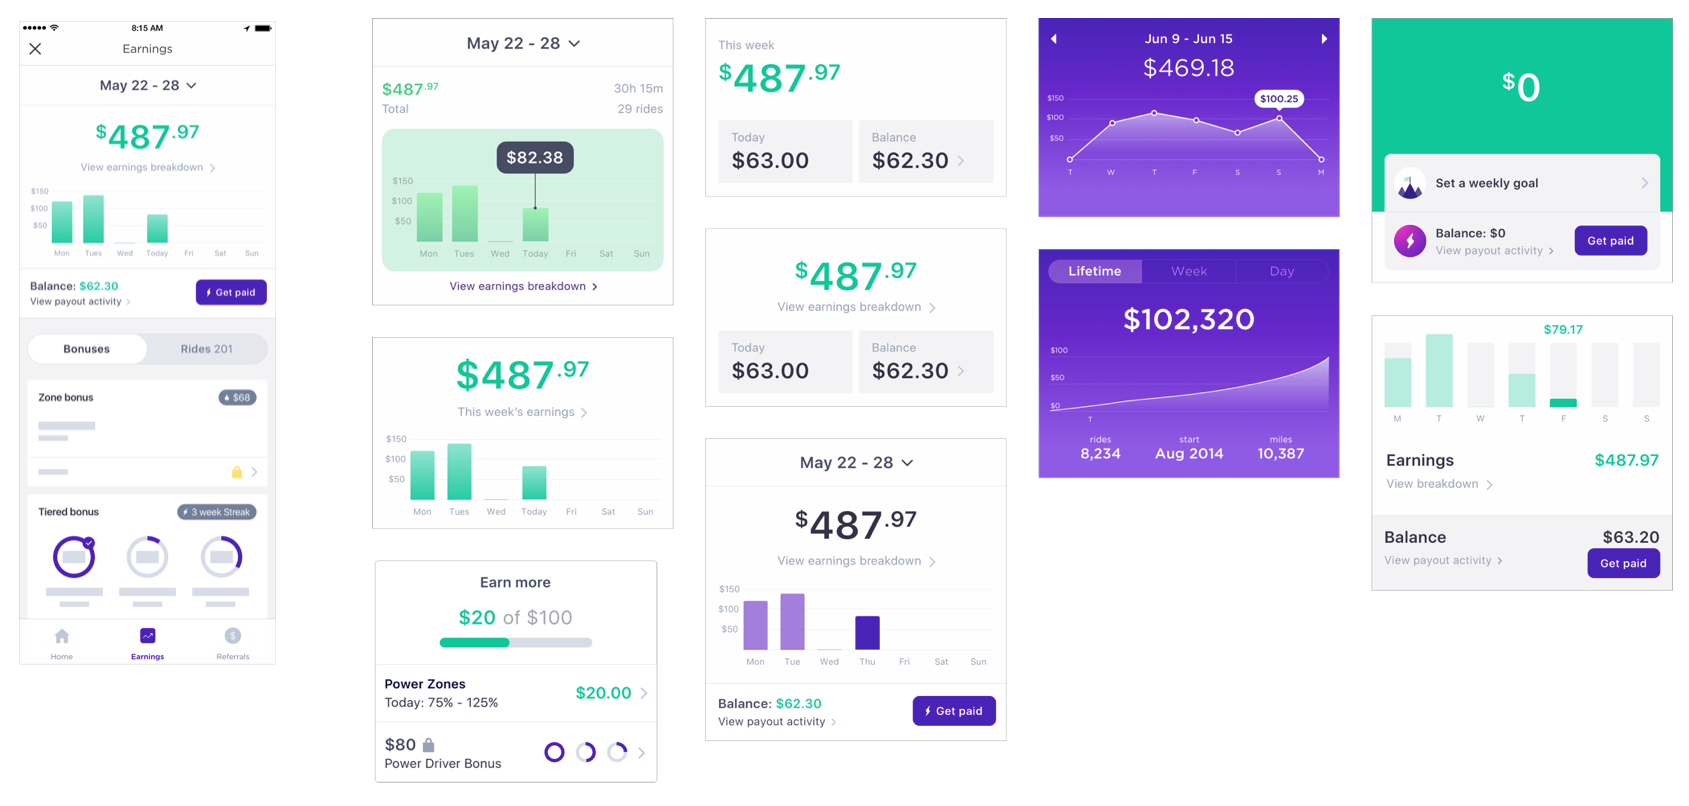 8:15 AM
Earnings
May 22 - 28
$487.97
View earnings breakdown
$150
$100
$50
Mon Tues Wed Today Fri Sat Sun
Balance: $62.30
View payout activity
Get paid
Bonuses
Rides 201
Zone bonus
$68
Tiered bonus
3 week Streak
Home
Earnings
Referrals
May 22 - 28
$487.97
30h 15m
Total
29 rides
$82.38
$150
$100
$50
Mon Tues Wed Today Fri Sat Sun
View earnings breakdown
$487.97
This week's earnings
$150
$100
$50
Mon Tues Wed Today Fri Sat Sun
Earn more
$20 of $100
Power Zones
Today: 75% - 125%
$20.00
$80
Power Driver Bonus
This week
$487.97
Today
$63.00
Balance
$62.30
$487.97
View earnings breakdown
Today
$63.00
Balance
$62.30
May 22 - 28
$487.97
View earnings breakdown
$150
$100
$50
Mon Tue Wed Thu Fri Sat Sun
Balance: $62.30
View payout activity
Get paid
Jun 9 - Jun 15
$469.18
$100.25
$150
$100
$50
T W T F S S M
Lifetime Week Day
$102,320
$100
$50
$0
T
rides
8,234
start
Aug 2014
miles
10,387
$0
Set a weekly goal
Balance: $0
View payout activity
Get paid
$79.17
M T W T F S S
Earnings
$487.97
View breakdown
Balance
$63.20
View payout activity
Get paid